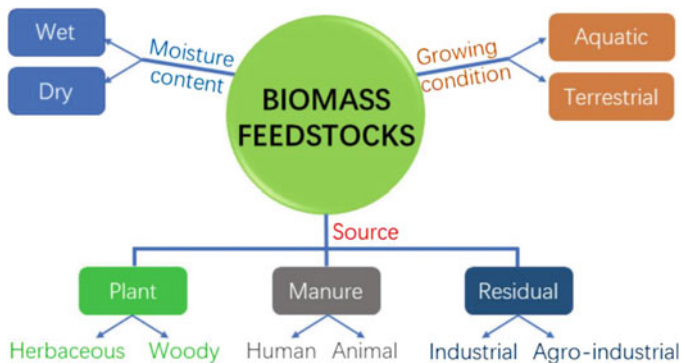 Wet
Dry
Moisture
content
BIOMASS
FEEDSTOCKS
Growing
condition
Aquatic
Terrestrial
Source
Plant
Manure
Residual
Herbaceous
Woody
Human
Animal
Industrial
Agro-industrial